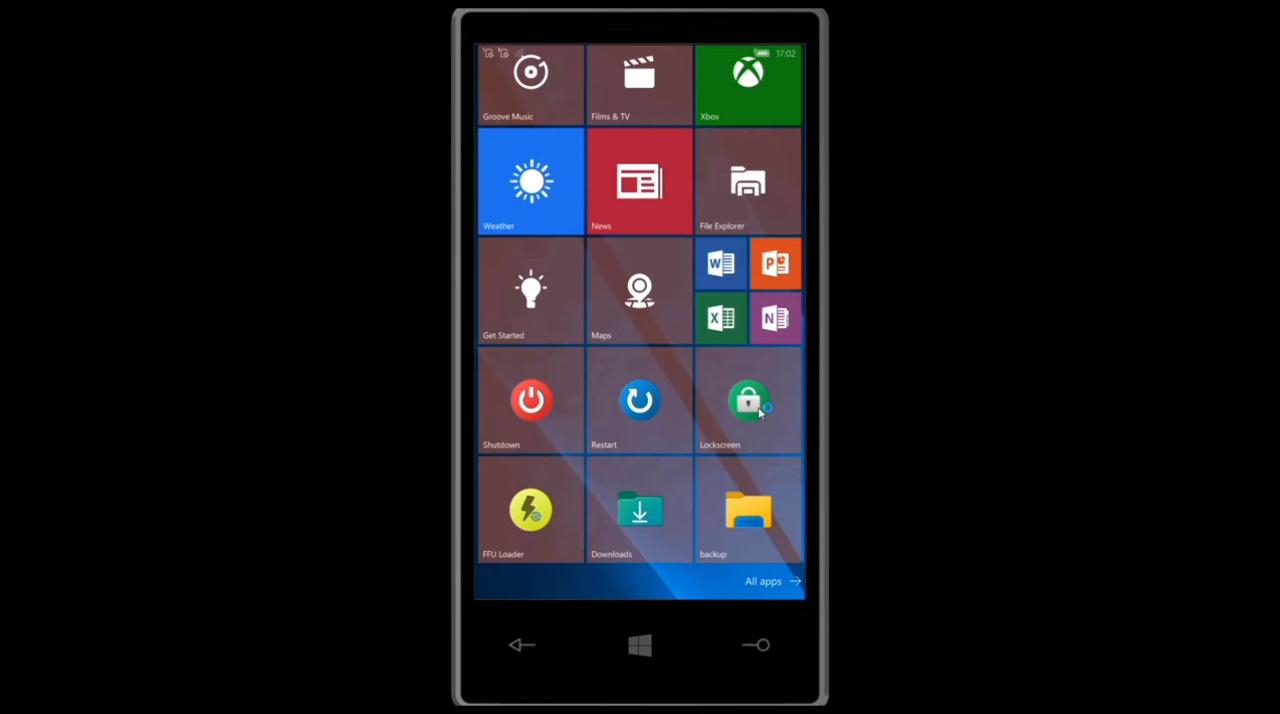 17:02
Groove Music Films & TV Xbox
Weather News File Explorer
W P
Get Started Maps X N
Shutdown Restart Lockscreen
FFU Loader Downloads backup
All apps